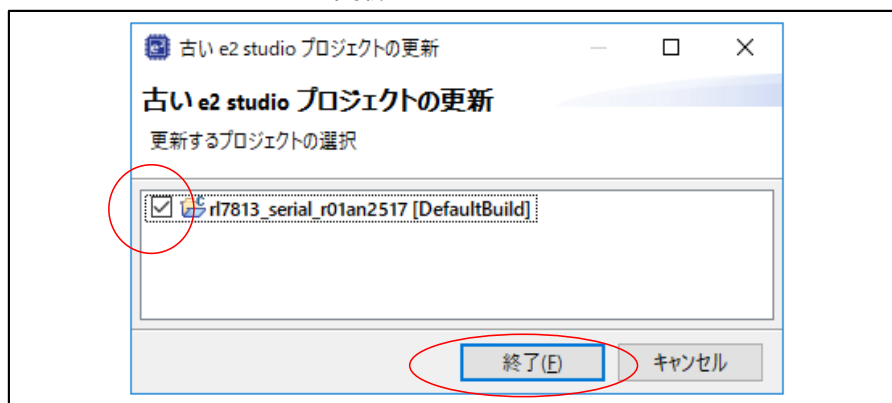 古い e2 studio プロジェクトの更新
古い e2 studio プロジェクトの更新
更新するプロジェクトの選択
rl7813_serial_r01an2517 [DefaultBuild]
終了(F)
キャンセル